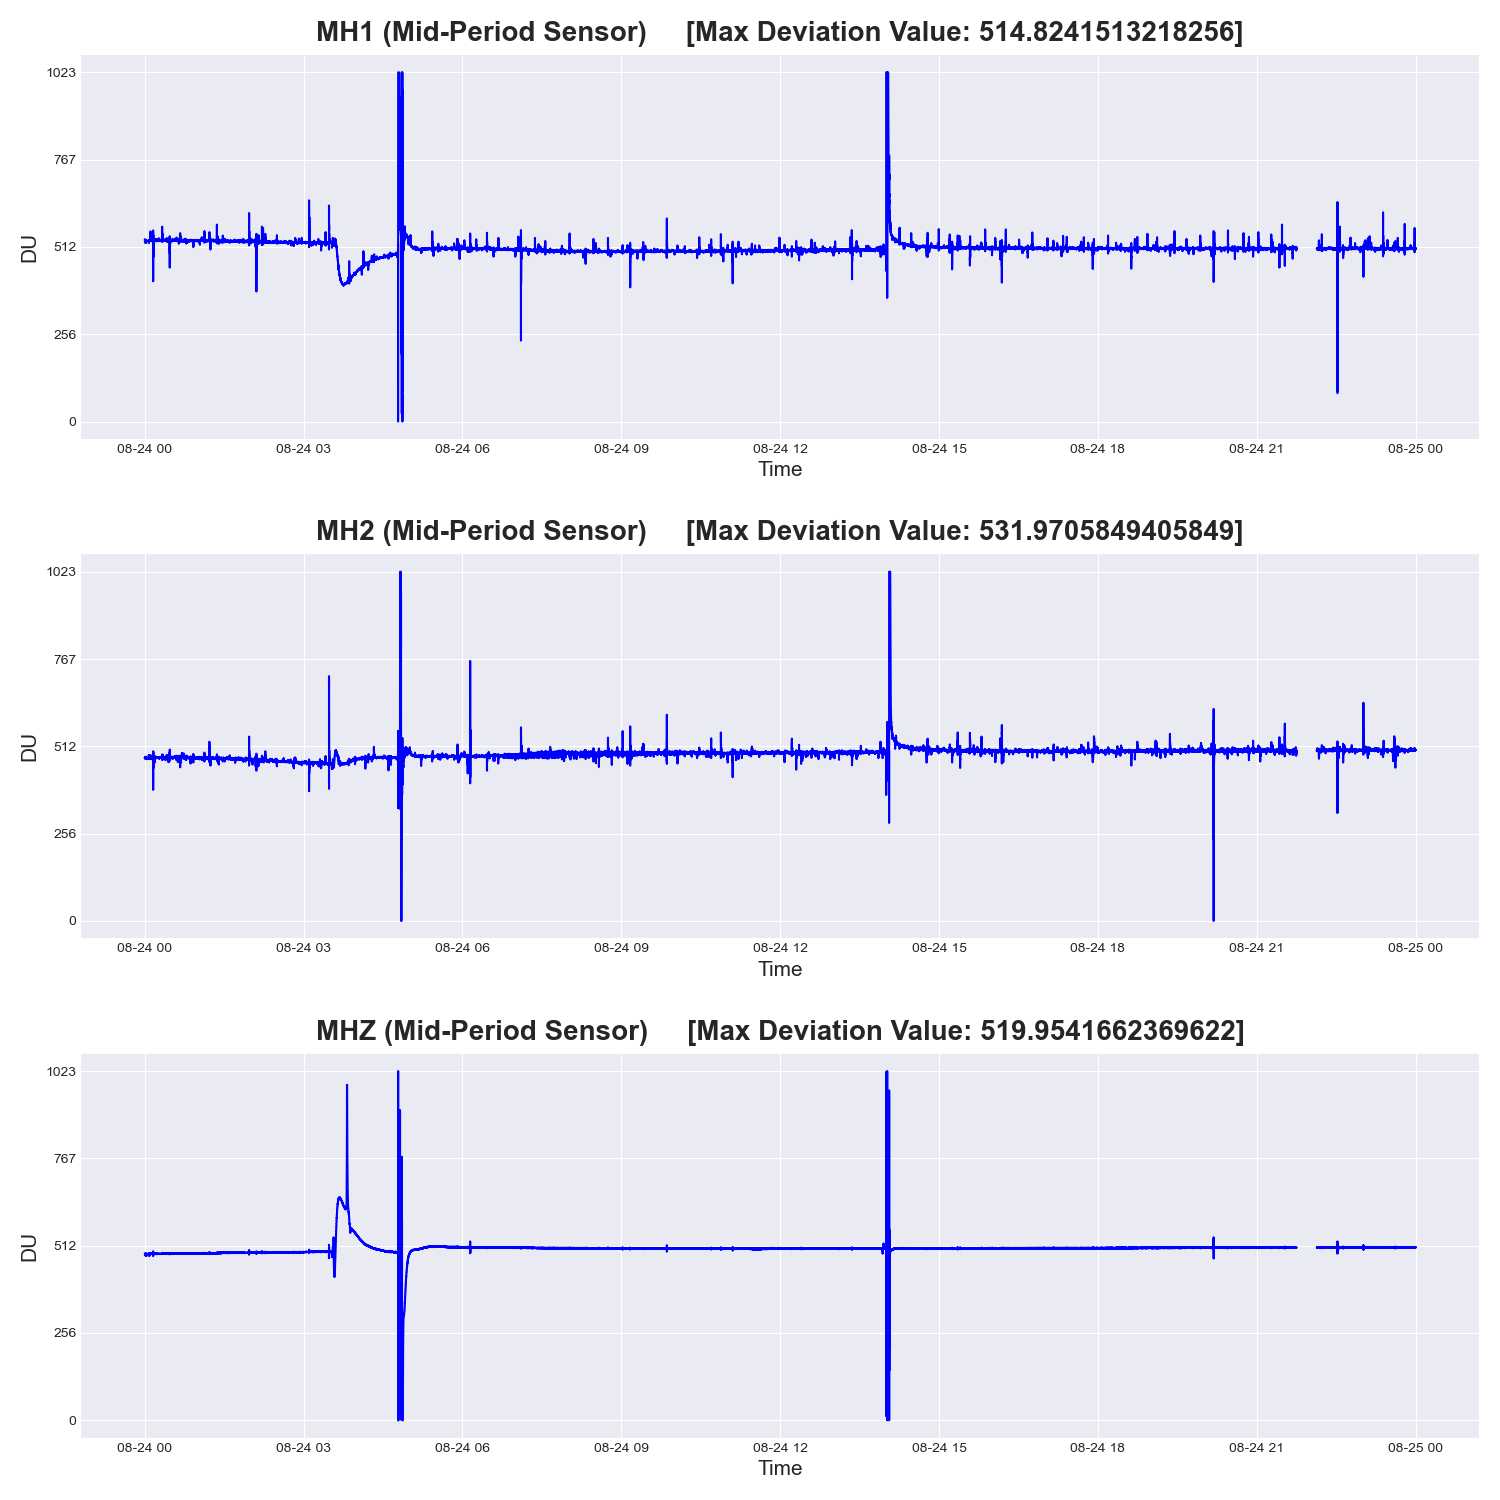 MH1 (Mid-Period Sensor) [Max Deviation Value: 514.8241513218256]
1023
767
512
256
0
DU
08-24 00 08-24 03 08-24 06 08-24 09 08-24 12 08-24 15 08-24 18 08-24 21 08-25 00
Time
MH2 (Mid-Period Sensor) [Max Deviation Value: 531.9705849405849]
1023
767
512
256
0
DU
08-24 00 08-24 03 08-24 06 08-24 09 08-24 12 08-24 15 08-24 18 08-24 21 08-25 00
Time
MHZ (Mid-Period Sensor) [Max Deviation Value: 519.9541662369622]
1023
767
512
256
0
DU
08-24 00 08-24 03 08-24 06 08-24 09 08-24 12 08-24 15 08-24 18 08-24 21 08-25 00
Time